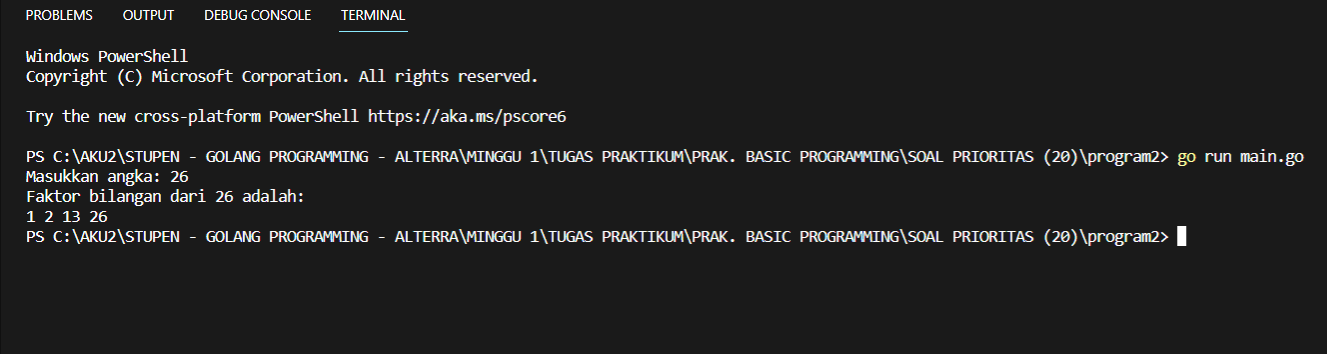 PROBLEMS OUTPUT DEBUG CONSOLE TERMINAL
Windows PowerShell
Copyright (C) Microsoft Corporation. All rights reserved.
Try the new cross-platform PowerShell https://aka.ms/pscore6
PS C:\AKU2\STUPEN - GOLANG PROGRAMMING - ALTERRA\MINGGU 1\TUGAS PRAKTIKUM\PRAK. BASIC PROGRAMMING\SOAL PRIORITAS (20)\program2> go run main.go
Masukkan angka: 26
Faktor bilangan dari 26 adalah:
1 2 13 26
PS C:\AKU2\STUPEN - GOLANG PROGRAMMING - ALTERRA\MINGGU 1\TUGAS PRAKTIKUM\PRAK. BASIC PROGRAMMING\SOAL PRIORITAS (20)\program2>